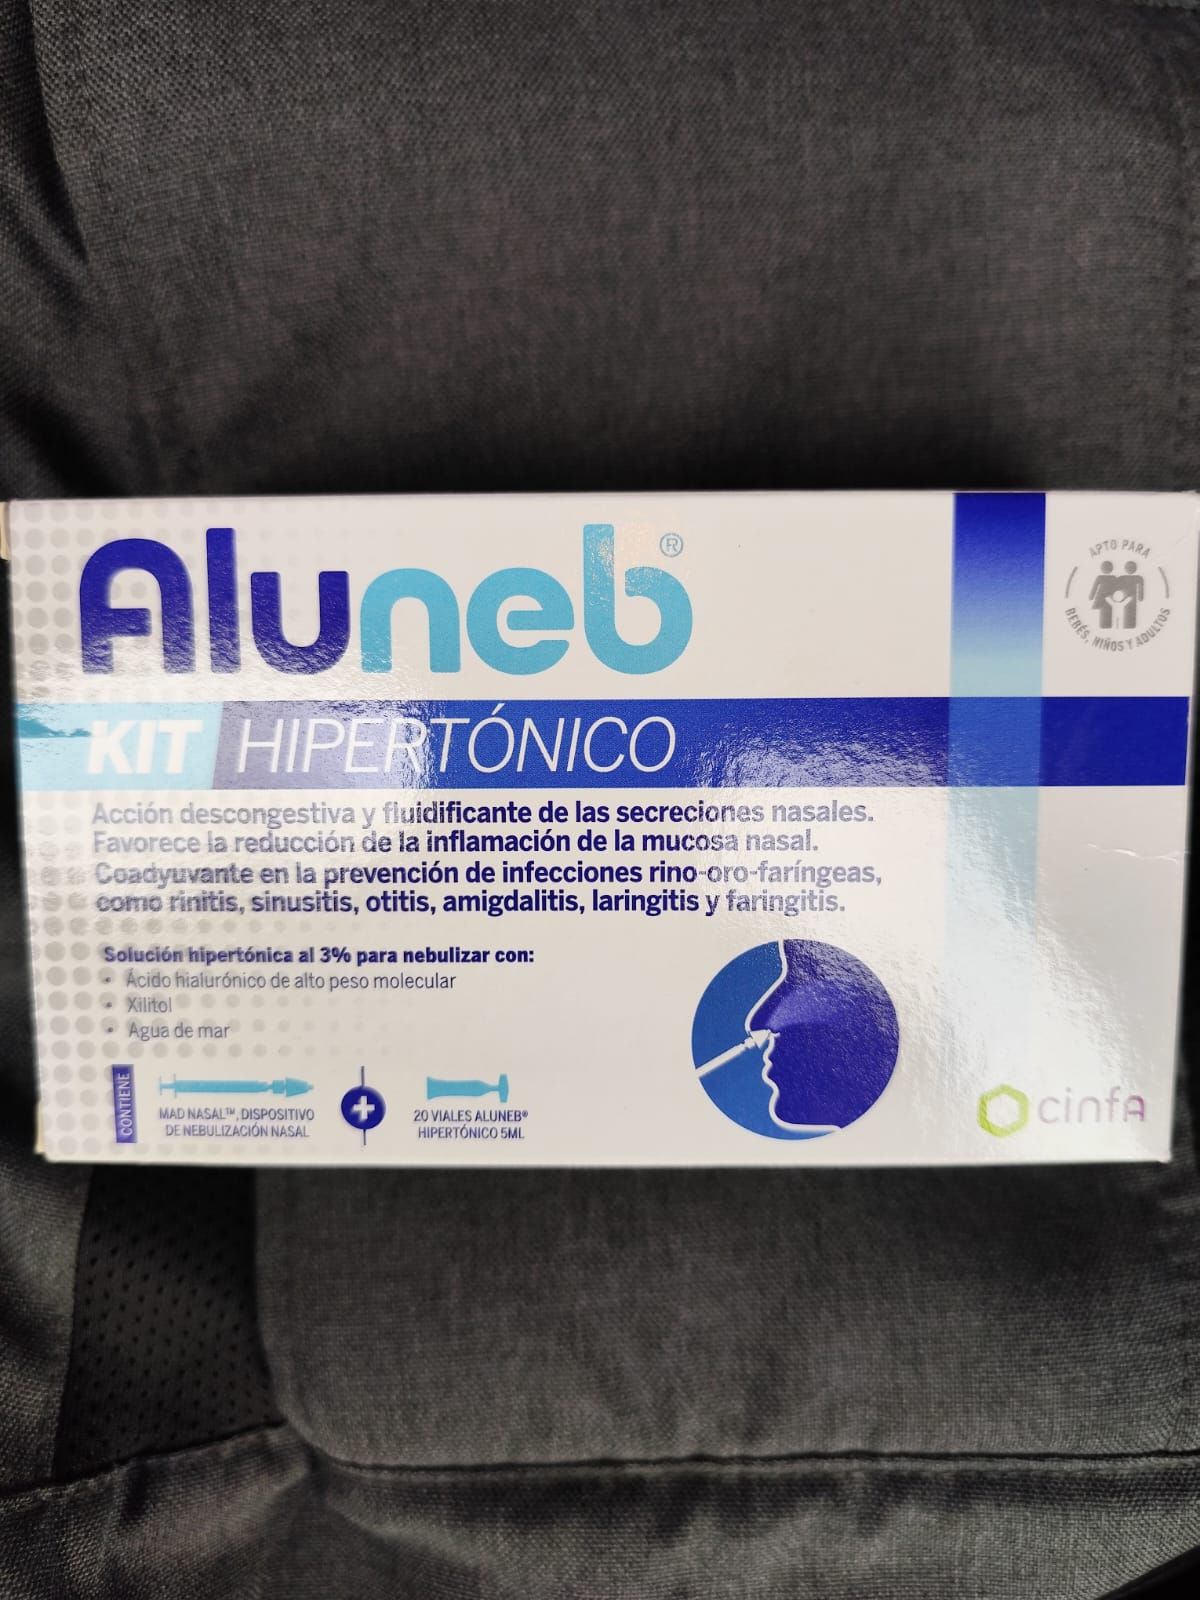 Aluneb®
APTO PARA
BEBÉS, NIÑOS Y ADULTOS
KIT HIPERTÓNICO
Acción descongestiva y fluidificante de las secreciones nasales.
Favorece la reducción de la inflamación de la mucosa nasal.
Coadyuvante en la prevención de infecciones rino-oro-faríngeas,
como rinitis, sinusitis, otitis, amigdalitis, laringitis y faringitis.
Solución hipertónica al 3% para nebulizar con:
• Ácido hialurónico de alto peso molecular
• Xilitol
• Agua de mar
CONTIENE
MAD NASAL™, DISPOSITIVO
DE NEBULIZACIÓN NASAL
+
20 VIALES ALUNEB®
HIPERTÓNICO 5ML
cinfa